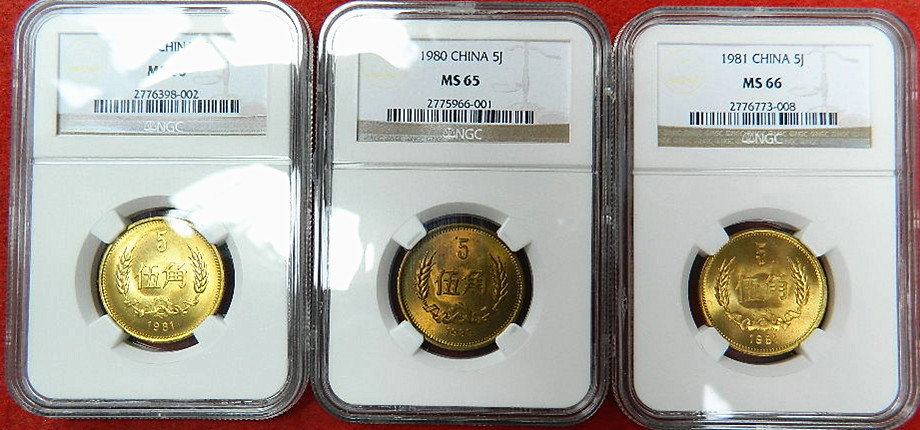 CHINA
2776398-002
NGC
5
伍角
1981
1980 CHINA 5J
MS 65
2775966-001
NGC
5
伍角
1981 CHINA 5J
MS 66
2776773-008
NGC
5
伍角